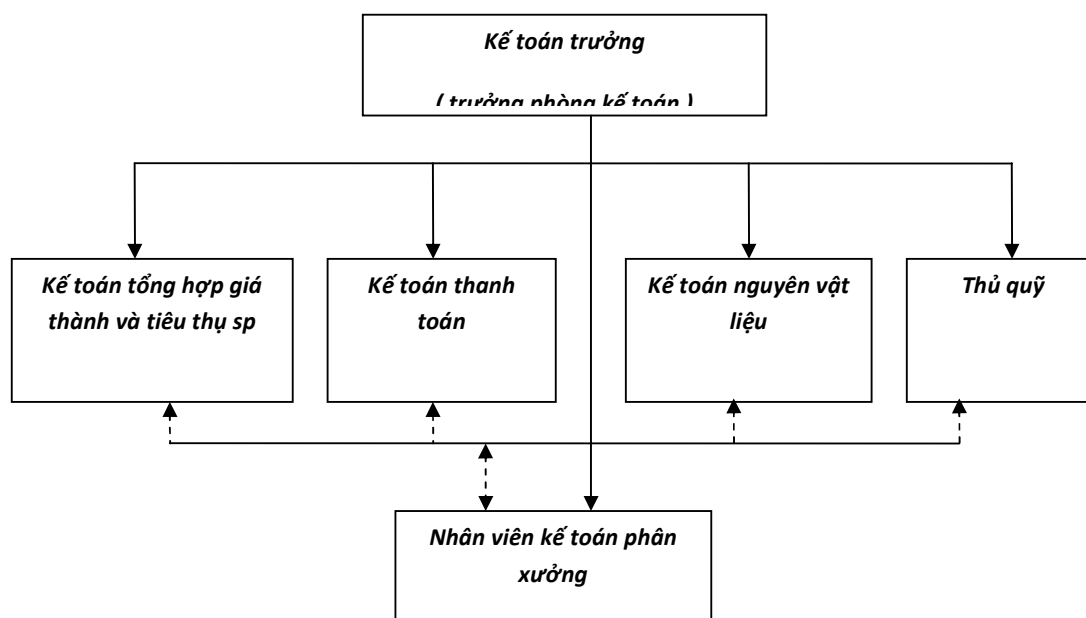 Kế toán trưởng
( trưởng phòng kế toán )
Kế toán tổng hợp giá
thành và tiêu thụ sp
Kế toán thanh
toán
Kế toán nguyên vật
liệu
Thủ quỹ
Nhân viên kế toán phân
xưởng